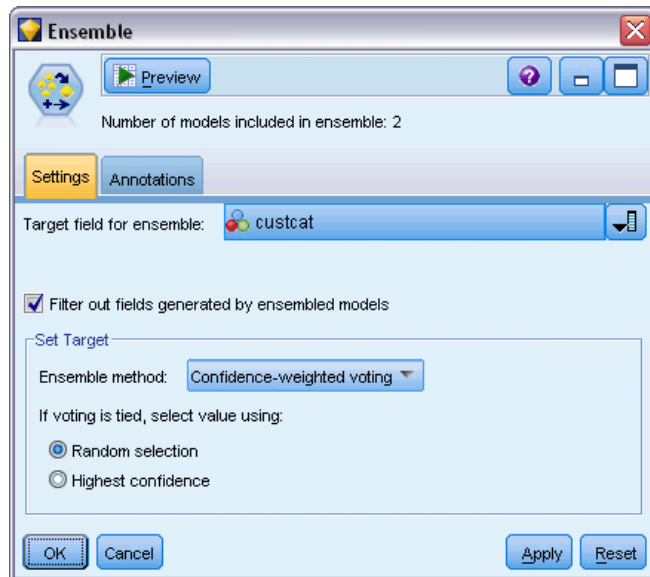 Ensemble
Preview
Number of models included in ensemble: 2
Settings
Annotations
Target field for ensemble:
custcat
Filter out fields generated by ensembled models
Set Target
Ensemble method:
Confidence-weighted voting
If voting is tied, select value using:
Random selection
Highest confidence
OK
Cancel
Apply
Reset